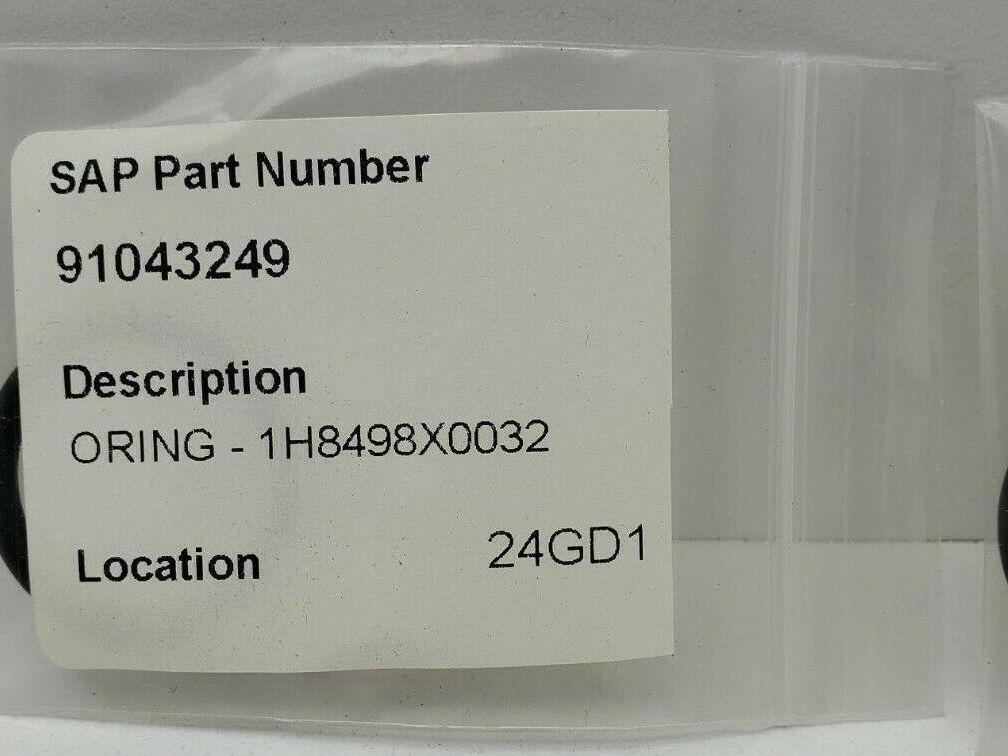 SAP Part Number
91043249
Description
ORING - 1H8498X0032
Location 24GD1